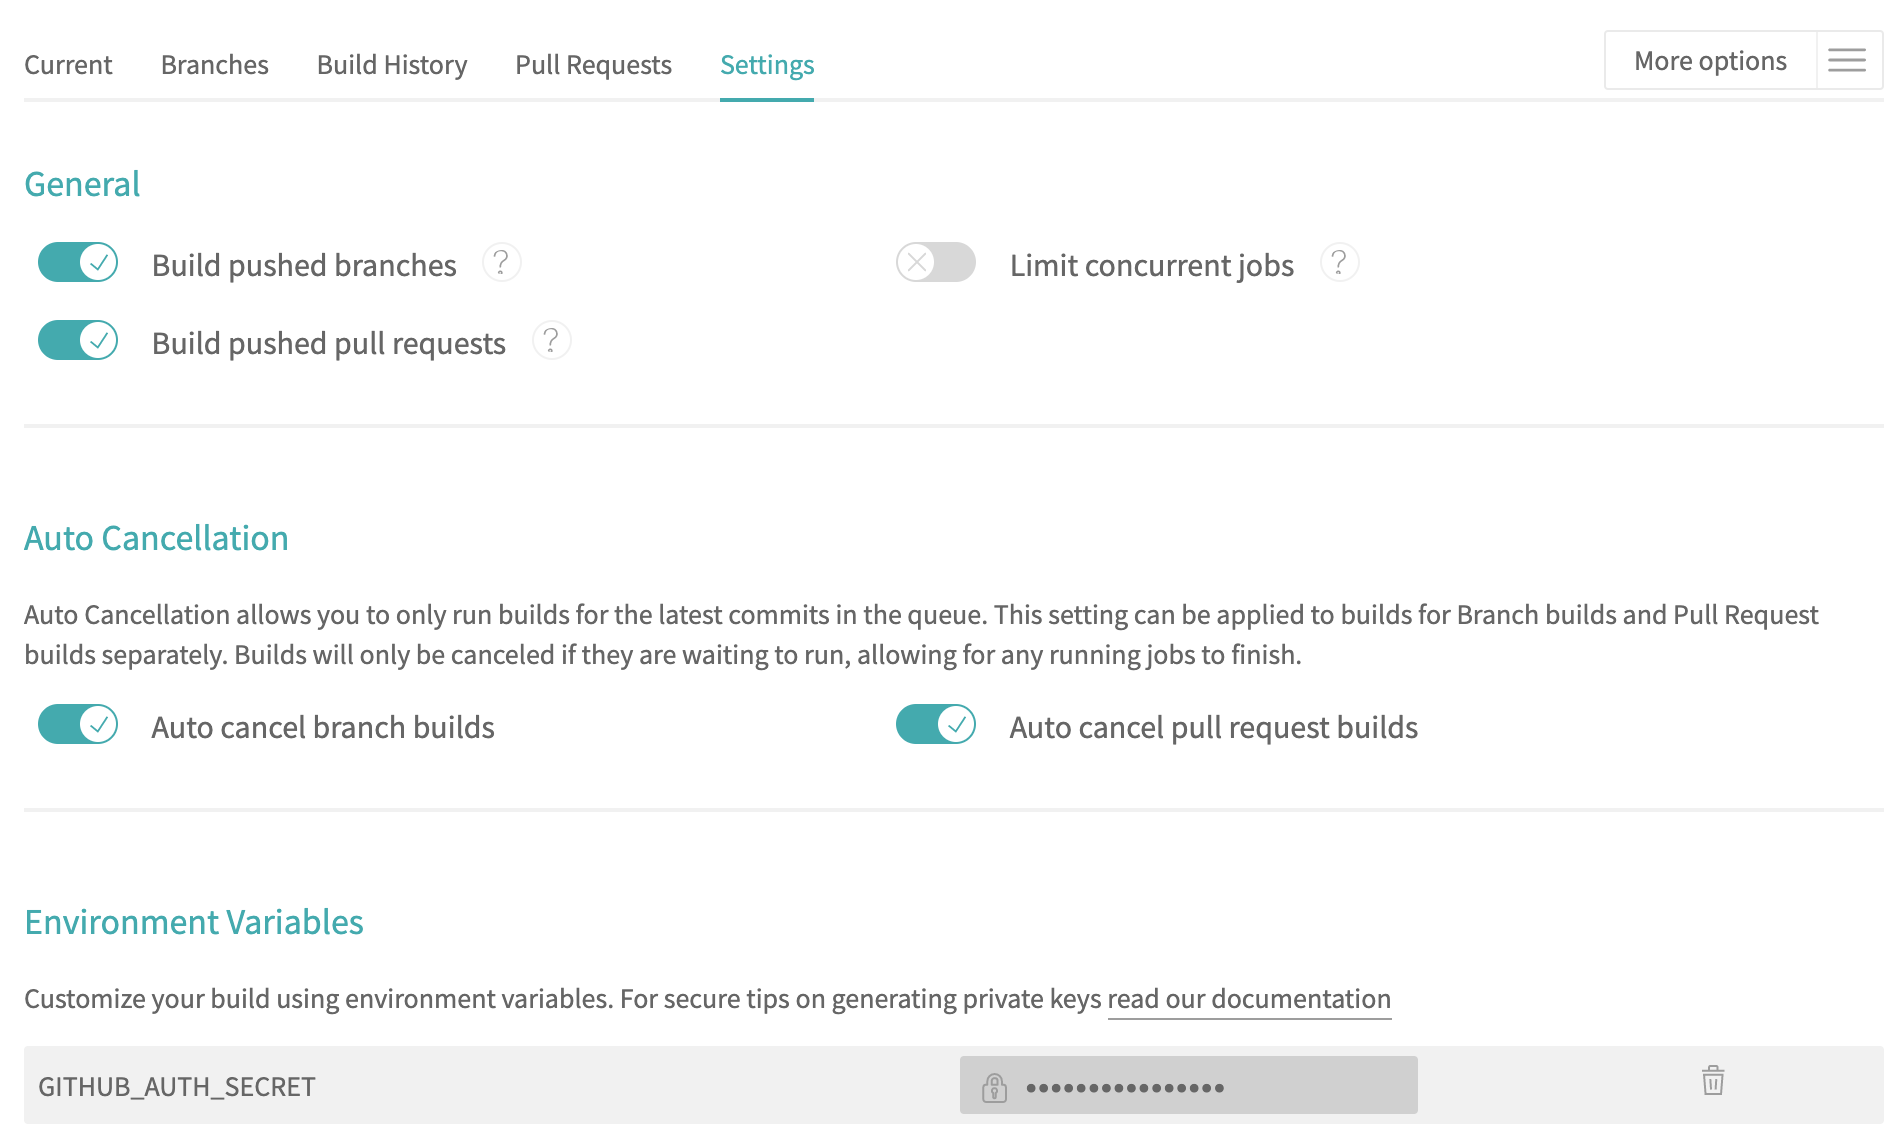 Current Branches Build History Pull Requests Settings More options
General
Build pushed branches ? Limit concurrent jobs ?
Build pushed pull requests ?
Auto Cancellation
Auto Cancellation allows you to only run builds for the latest commits in the queue. This setting can be applied to builds for Branch builds and Pull Request
builds separately. Builds will only be canceled if they are waiting to run, allowing for any running jobs to finish.
Auto cancel branch builds Auto cancel pull request builds
Environment Variables
Customize your build using environment variables. For secure tips on generating private keys read our documentation
GITHUB_AUTH_SECRET ••••••••••••••••